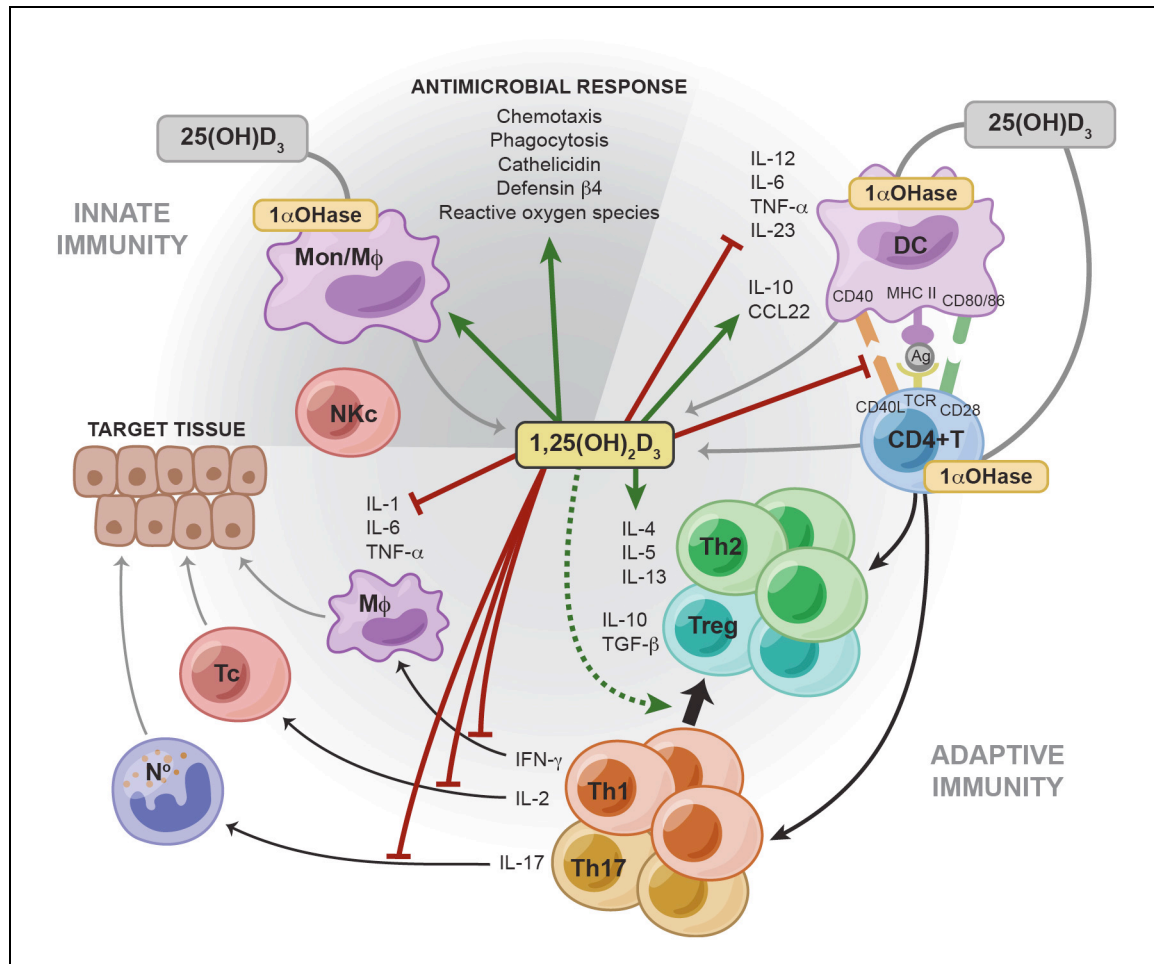 ANTIMICROBIAL RESPONSE
Chemotaxis
Phagocytosis
Cathelicidin
Defensin β4
Reactive oxygen species
25(OH)D₃
1αOHase
Mon/Mϕ
INNATE
IMMUNITY
NKc
IL-12
IL-6
TNF-α
IL-23
IL-10
CCL22
25(OH)D₃
1αOHase
DC
CD40
MHC II
CD80/86
Ag
CD40L
TCR
CD28
CD4+T
1αOHase
1,25(OH)₂D₃
TARGET TISSUE
IL-1
IL-6
TNF-α
Mϕ
Tc
Nº
IL-4
IL-5
IL-13
IL-10
TGF-β
Th2
Treg
IFN-γ
IL-2
IL-17
Th1
Th17
ADAPTIVE
IMMUNITY